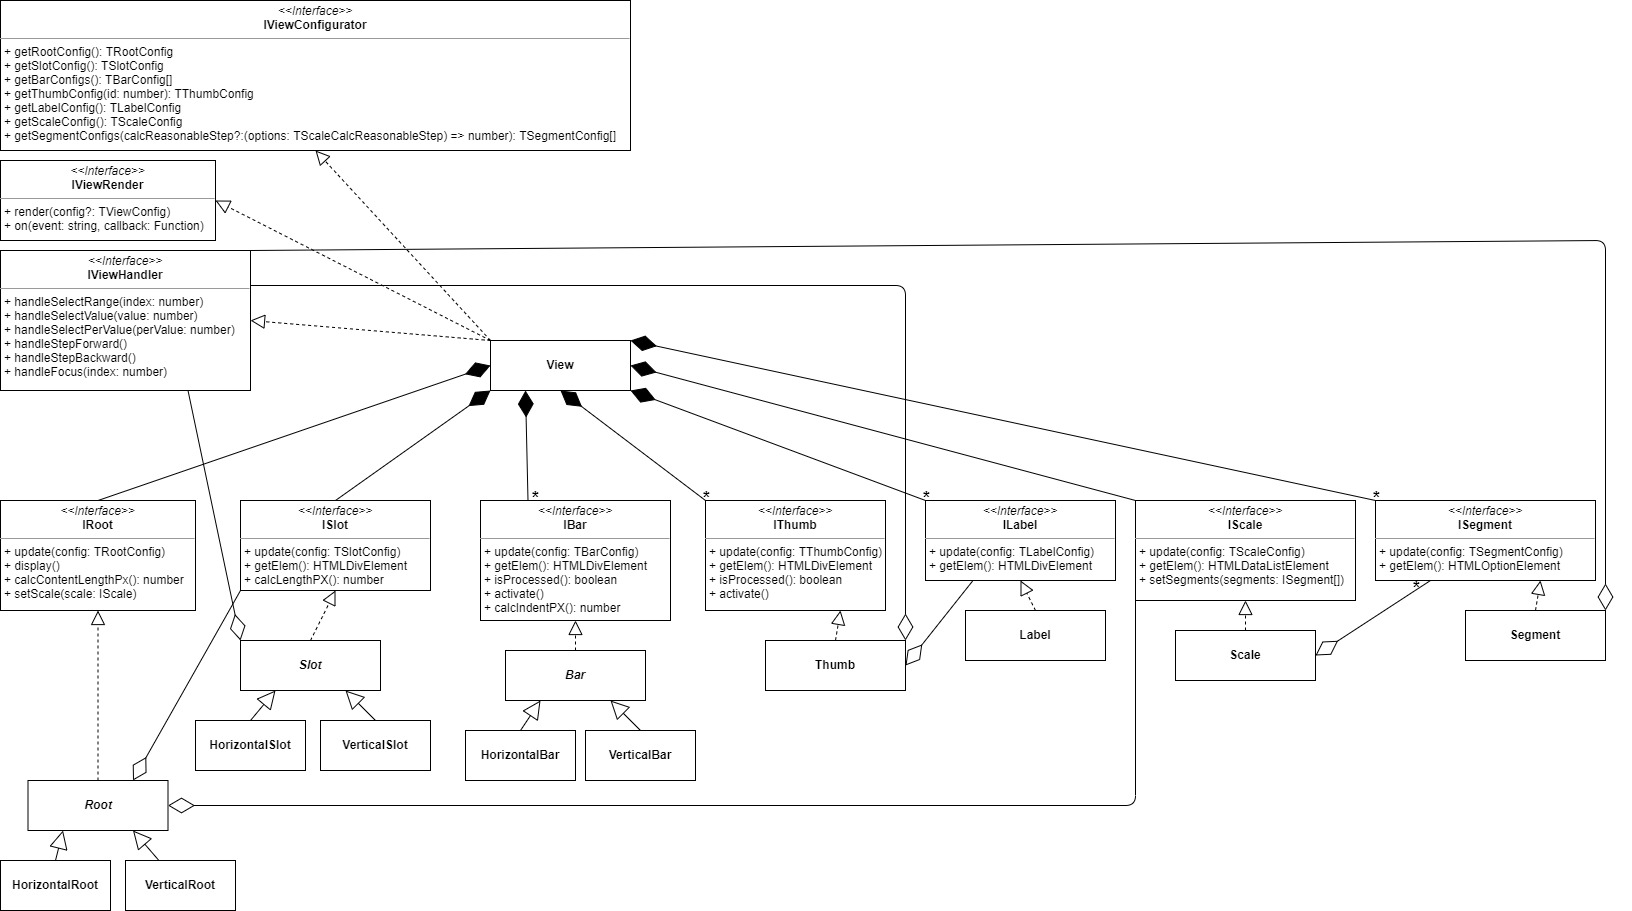 <<Interface>>
IViewConfigurator
+ getRootConfig(): TRootConfig
+ getSlotConfig(): TSlotConfig
+ getBarConfigs(): TBarConfig[]
+ getThumbConfig(id: number): TThumbConfig
+ getLabelConfig(): TLabelConfig
+ getScaleConfig(): TScaleConfig
+ getSegmentConfigs(calcReasonableStep?:(options: TScaleCalcReasonableStep) => number): TSegmentConfig[]
<<Interface>>
IViewRender
+ render(config?: TViewConfig)
+ on(event: string, callback: Function)
<<Interface>>
IViewHandler
+ handleSelectRange(index: number)
+ handleSelectValue(value: number)
+ handleSelectPerValue(perValue: number)
+ handleStepForward()
+ handleStepBackward()
+ handleFocus(index: number)
View
<<Interface>>
IRoot
+ update(config: TRootConfig)
+ display()
+ calcContentLengthPx(): number
+ setScale(scale: IScale)
<<Interface>>
ISlot
+ update(config: TSlotConfig)
+ getElem(): HTMLDivElement
+ calcLengthPX(): number
*
<<Interface>>
IBar
+ update(config: TBarConfig)
+ getElem(): HTMLDivElement
+ isProcessed(): boolean
+ activate()
+ calcIndentPX(): number
*
<<Interface>>
IThumb
+ update(config: TThumbConfig)
+ getElem(): HTMLDivElement
+ isProcessed(): boolean
+ activate()
*
<<Interface>>
ILabel
+ update(config: TLabelConfig)
+ getElem(): HTMLDivElement
<<Interface>>
IScale
+ update(config: TScaleConfig)
+ getElem(): HTMLDataListElement
+ setSegments(segments: ISegment[])
*
<<Interface>>
ISegment
+ update(config: TSegmentConfig)
+ getElem(): HTMLOptionElement
*
Slot
Bar
Thumb
Label
Scale
Segment
HorizontalSlot
VerticalSlot
HorizontalBar
VerticalBar
Root
HorizontalRoot
VerticalRoot